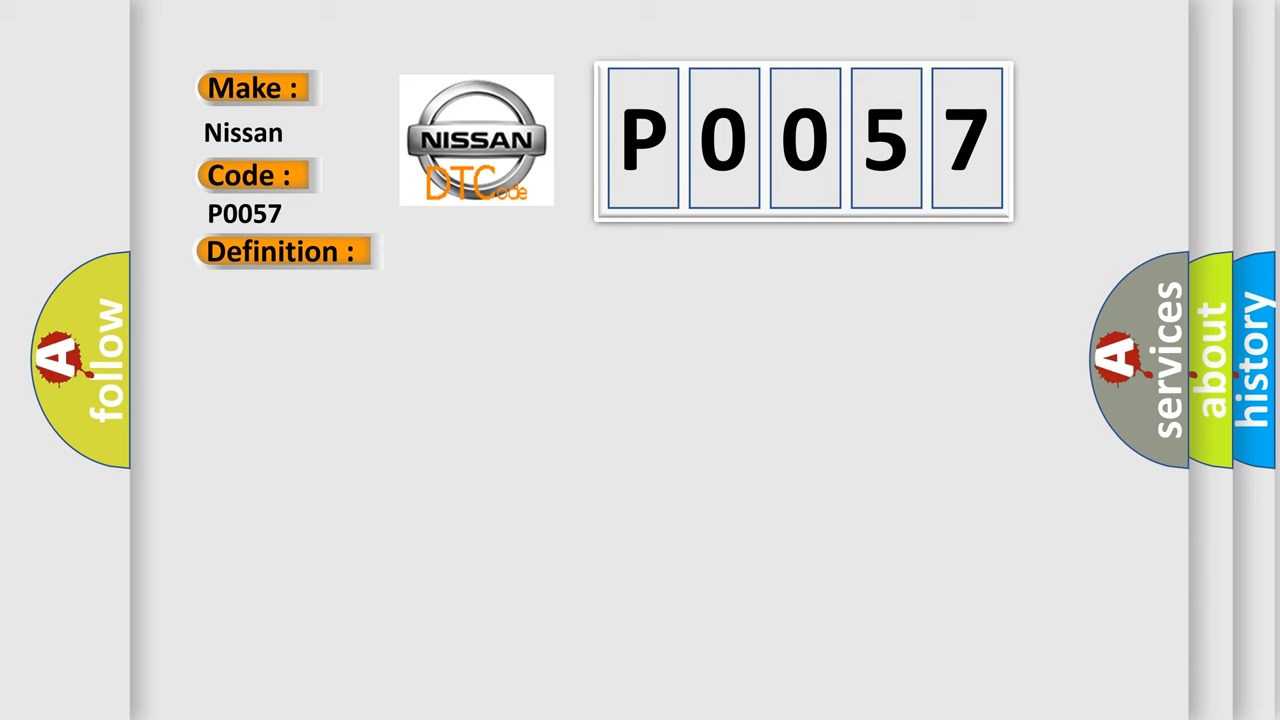 Make :
Nissan
Code :
P0057
Definition :
NISSAN
DTCode
P 0 0 5 7
A follow
A services
about
history